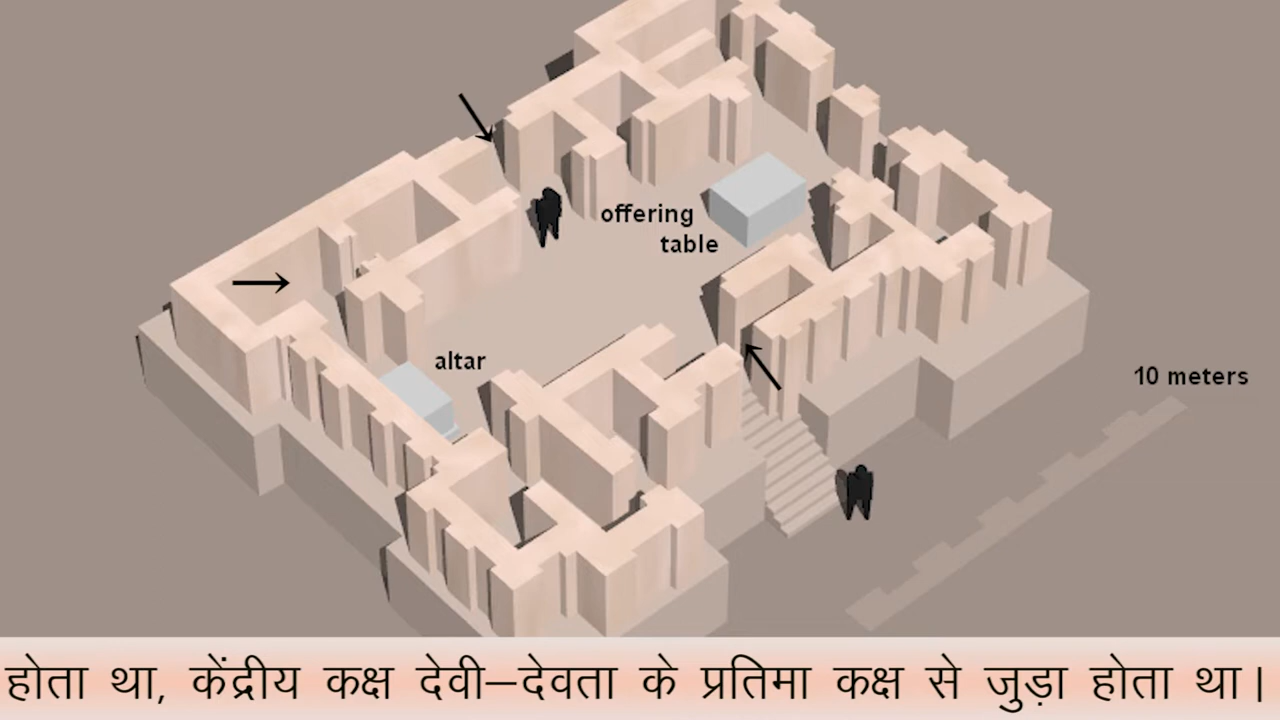 offering
table
altar
10 meters
होता था, केंद्रीय कक्ष देवी–देवता के प्रतिमा कक्ष से जुड़ा होता था।